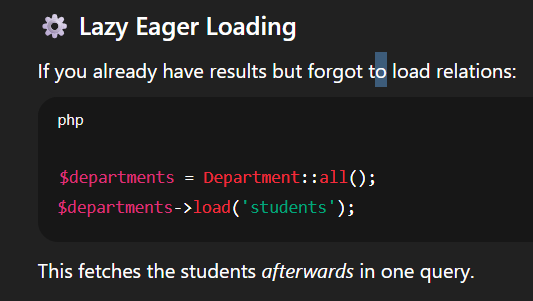 ⚙️ Lazy Eager Loading
If you already have results but forgot to load relations:
php
$departments = Department::all();
$departments->load('students');
This fetches the students afterwards in one query.